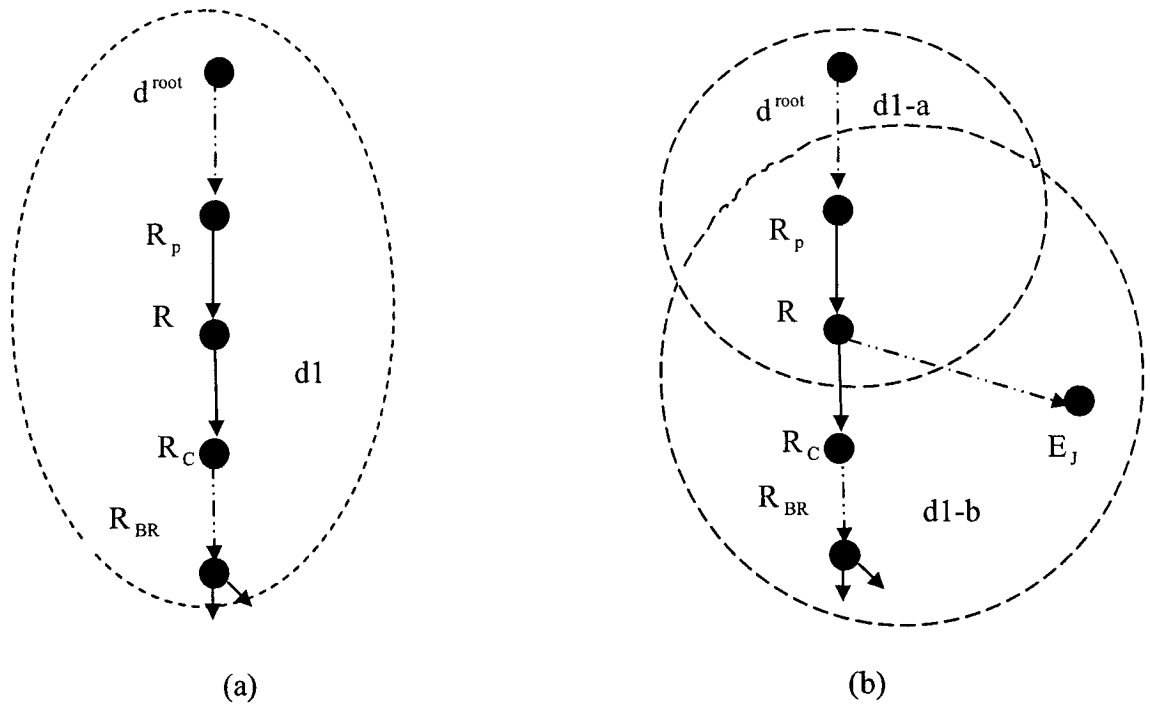 d^root
R_p
R
d1
R_C
R_BR
(a)
d^root
d1-a
R_p
R
R_C
E_J
R_BR
d1-b
(b)